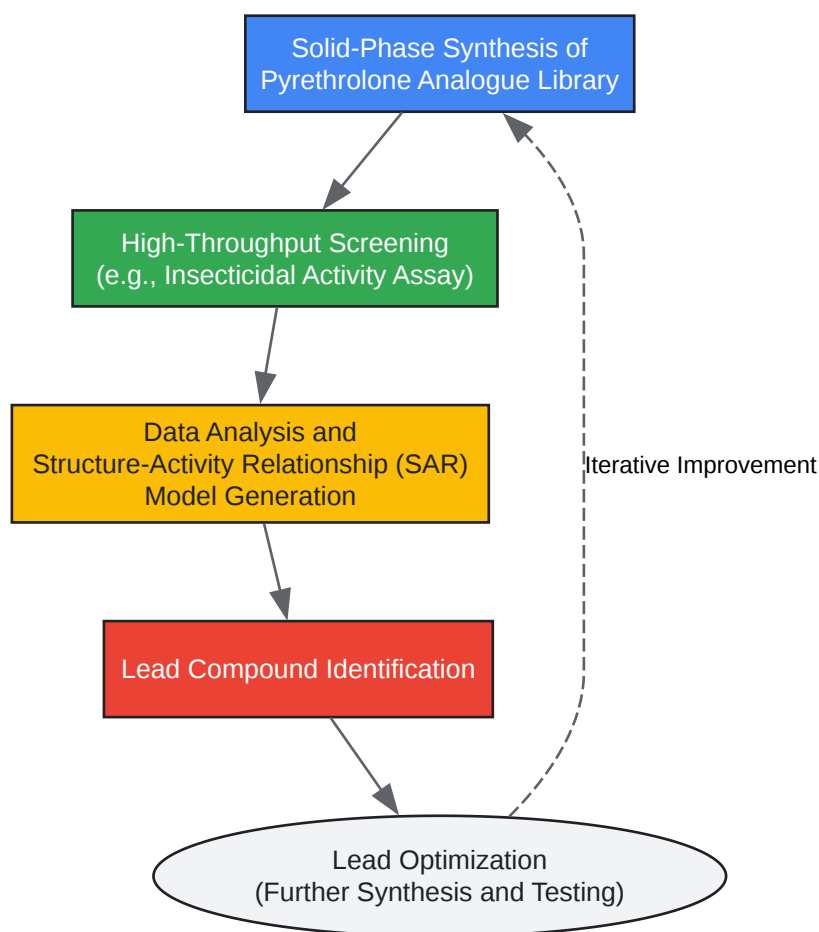 Solid-Phase Synthesis of
Pyrethrolone Analogue Library
High-Throughput Screening
(e.g., Insecticidal Activity Assay)
Data Analysis and
Structure-Activity Relationship (SAR)
Model Generation
Iterative Improvement
Lead Compound Identification
Lead Optimization
(Further Synthesis and Testing)